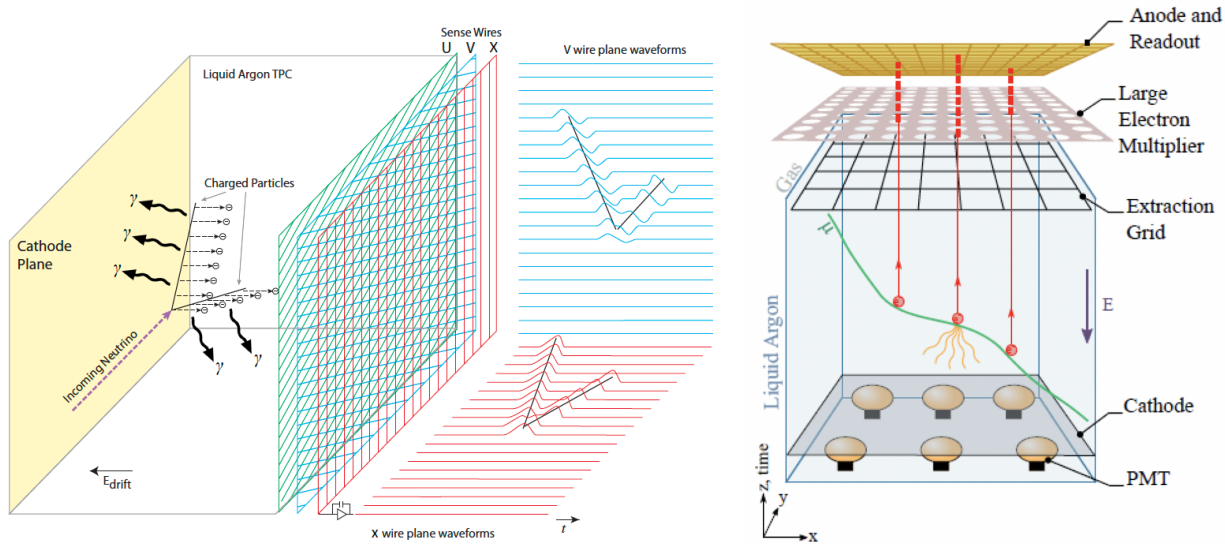 Sense Wires
U V X
V wire plane waveforms
Liquid Argon TPC
Charged Particles
γ
γ
γ
γ
γ
Cathode
Plane
Incoming Neutrino
Edrift
X wire plane waveforms
t
Anode and
Readout
Large
Electron
Multiplier
Gas
Extraction
Grid
μ
E
Liquid Argon
Cathode
PMT
z, time
y
x